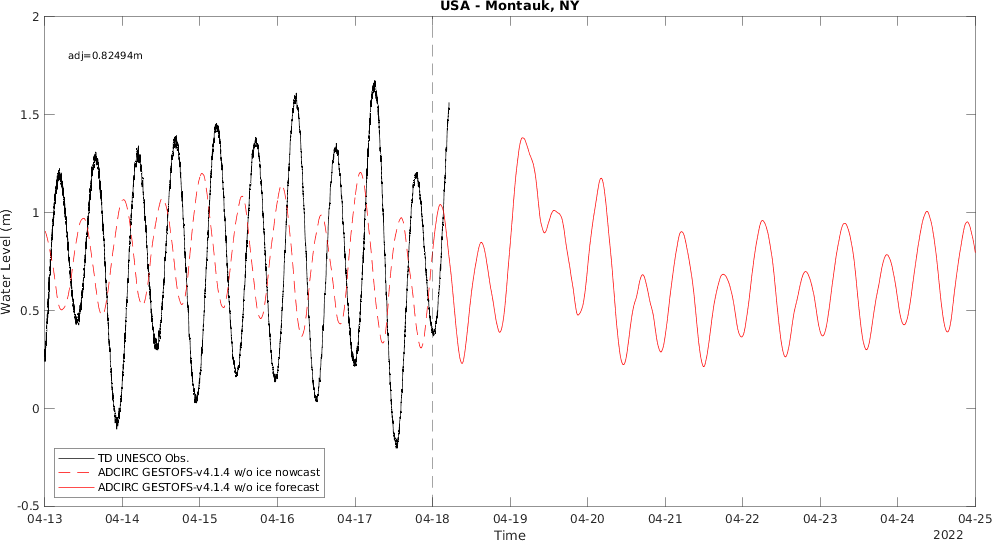 USA - Montauk, NY
2
adj=0.82494m
1.5
1
0.5
0
-0.5
Water Level (m)
TD UNESCO Obs.
ADCIRC GESTOFS-v4.1.4 w/o ice nowcast
ADCIRC GESTOFS-v4.1.4 w/o ice forecast
04-13 04-14 04-15 04-16 04-17 04-18 04-19 04-20 04-21 04-22 04-23 04-24 04-25
Time
2022